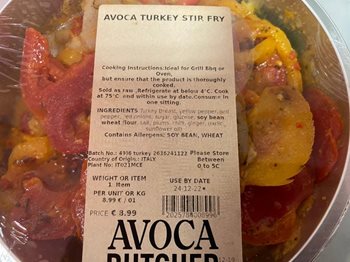 AVOCA TURKEY STIR FRY
Cooking Instructions:Ideal for Grill Bbq or
Oven,
but ensure that the product is thoroughly
cooked.
Sold as raw .Refrigerate at below 4°C. Cook
at 75°C and within use by date.Consume in
one sitting.
INGREDIENTS Turkey Breast, yellow pepper, red
pepper, red onions, sugar, glucose, soy bean,
wheat flour, salt, plums, chilli, ginger, garlic
sunflower oil
Contains Allergens: SOY BEAN, WHEAT
Batch No: 4396 turkey 2636241122
Country of Origin: ITALY
Plant No: IT021MCE
Please Store
Between
0 to 5C
WEIGHT OR ITEM
1 Item
PER UNIT OR KG
8.99 € / 01
USE BY DATE
24-12-22
PRICE € 8.99
2025784008996
AVOCA
BUTCHER